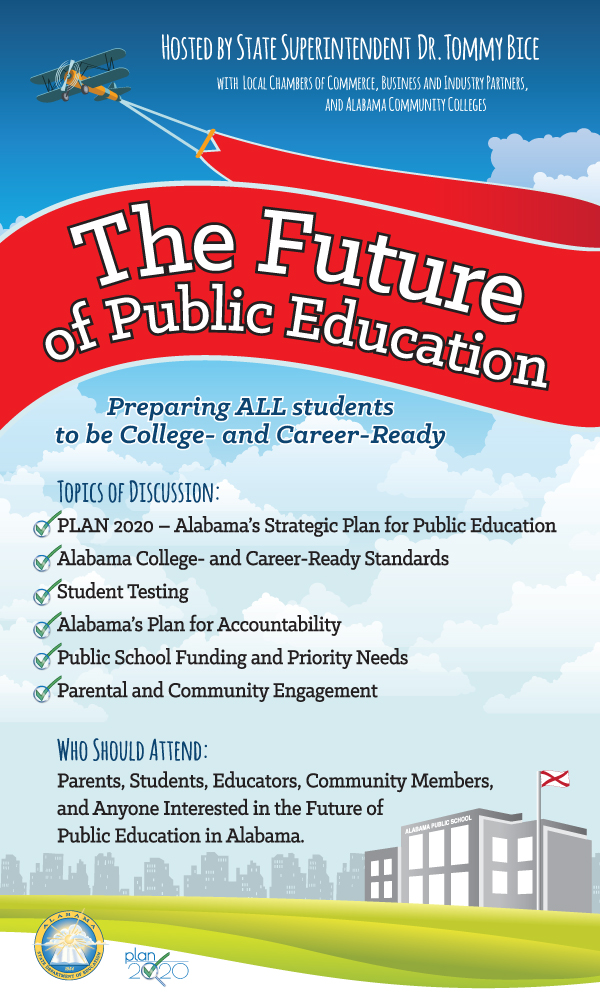 Hosted by State Superintendent Dr. Tommy Bice
with Local Chambers of Commerce, Business and Industry Partners,
and Alabama Community Colleges
The Future
of Public Education
Preparing ALL students
to be College- and Career-Ready
Topics of Discussion:
PLAN 2020 – Alabama's Strategic Plan for Public Education
Alabama College- and Career-Ready Standards
Student Testing
Alabama's Plan for Accountability
Public School Funding and Priority Needs
Parental and Community Engagement
Who Should Attend:
Parents, Students, Educators, Community Members,
and Anyone Interested in the Future of
Public Education in Alabama.
ALABAMA PUBLIC SCHOOL
ALABAMA
STATE DEPARTMENT OF EDUCATION
plan
2020